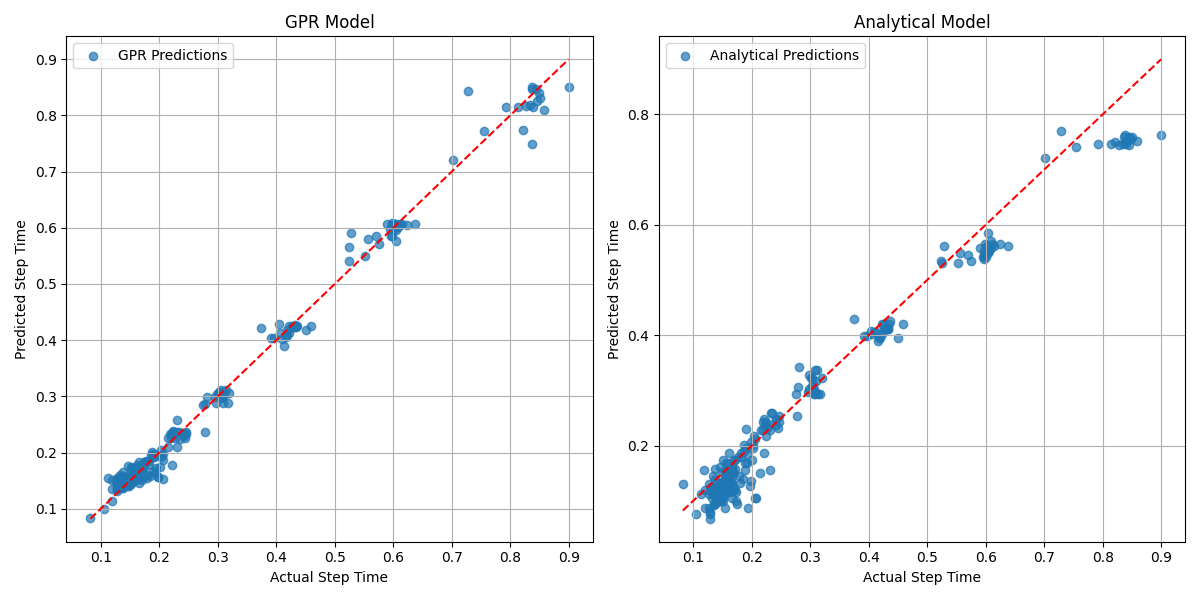 GPR Model
GPR Predictions
0.9
0.8
0.7
0.6
0.5
0.4
0.3
0.2
0.1
Predicted Step Time
0.1 0.2 0.3 0.4 0.5 0.6 0.7 0.8 0.9
Actual Step Time
Analytical Model
Analytical Predictions
0.8
0.6
0.4
0.2
Predicted Step Time
0.1 0.2 0.3 0.4 0.5 0.6 0.7 0.8 0.9
Actual Step Time